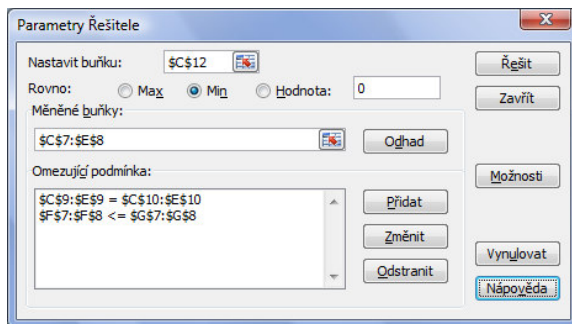 Parametry Řešitele
Nastavit buňku: $C$12
Řešit
Rovno: Max Min Hodnota: 0
Zavřít
Měněné buňky:
$C$7:$E$8
Odhad
Omezující podmínka:
Možnosti
$C$9:$E$9 = $C$10:$E$10
$F$7:$F$8 <= $G$7:$G$8
Přidat
Změnit
Vynulovat
Odstranit
Nápověda